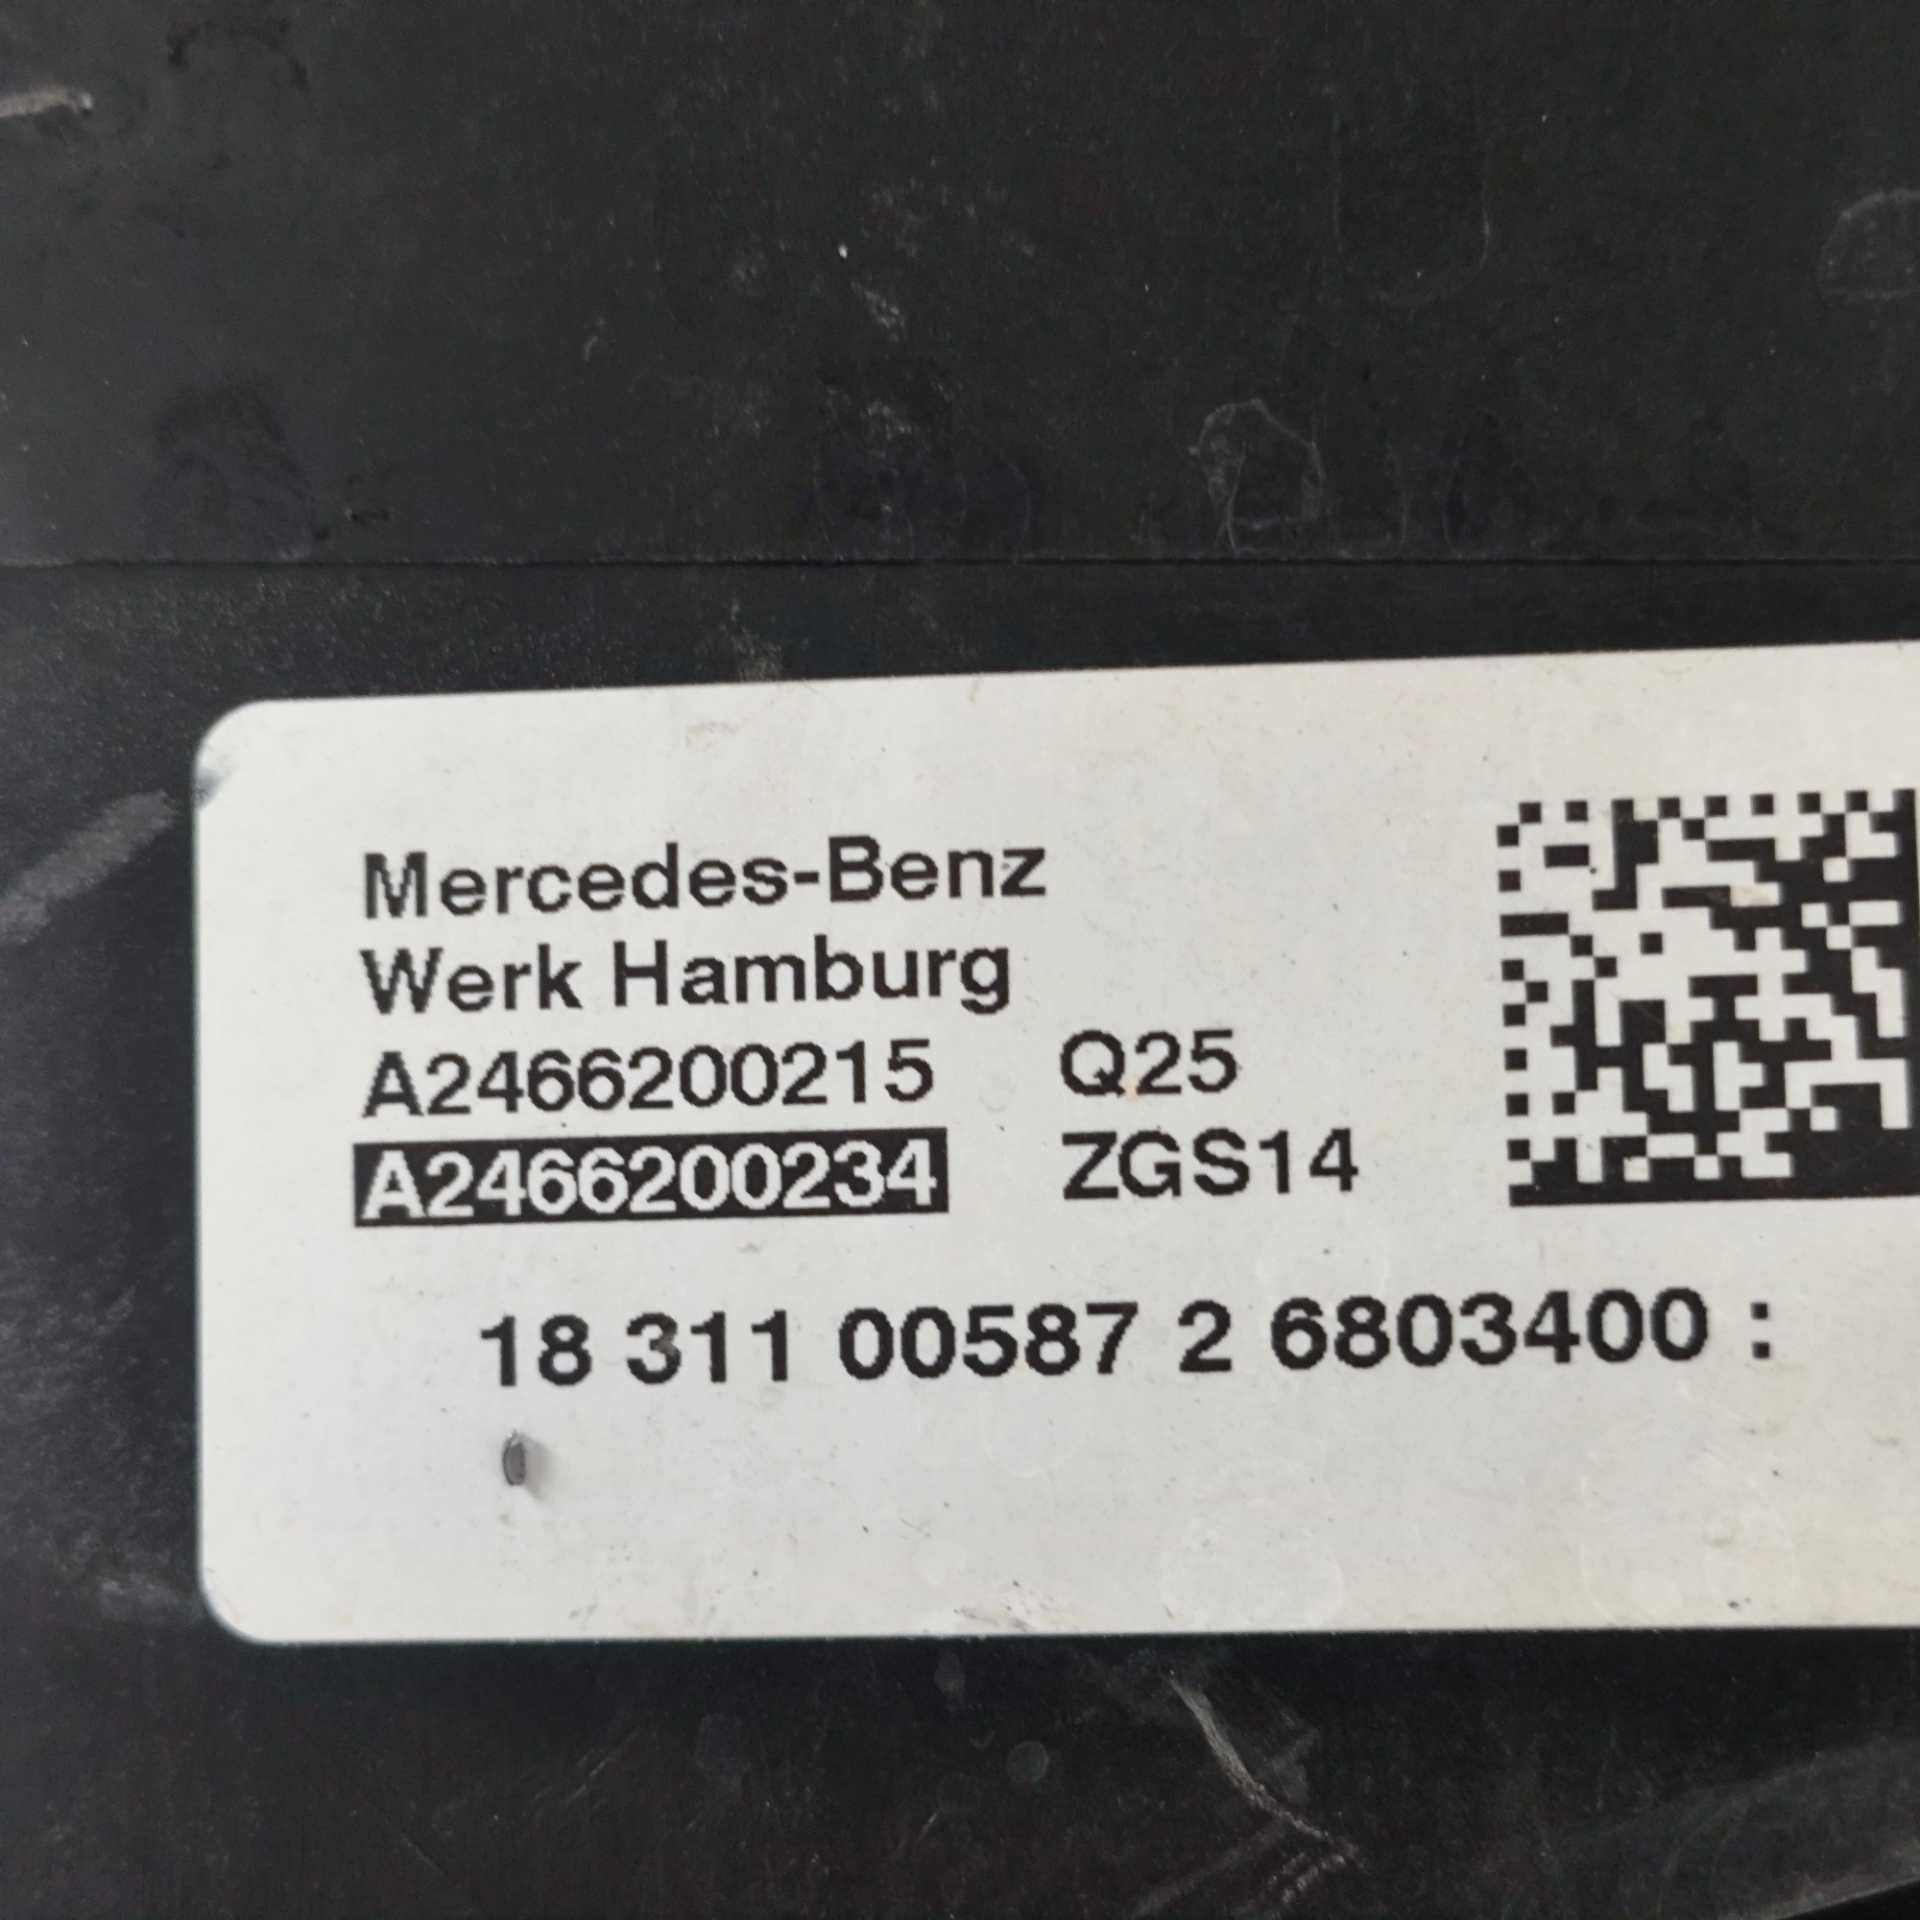 Mercedes-Benz
Werk Hamburg
A2466200215 Q25
A2466200234 ZGS14
18 311 00587 2 6803400 :